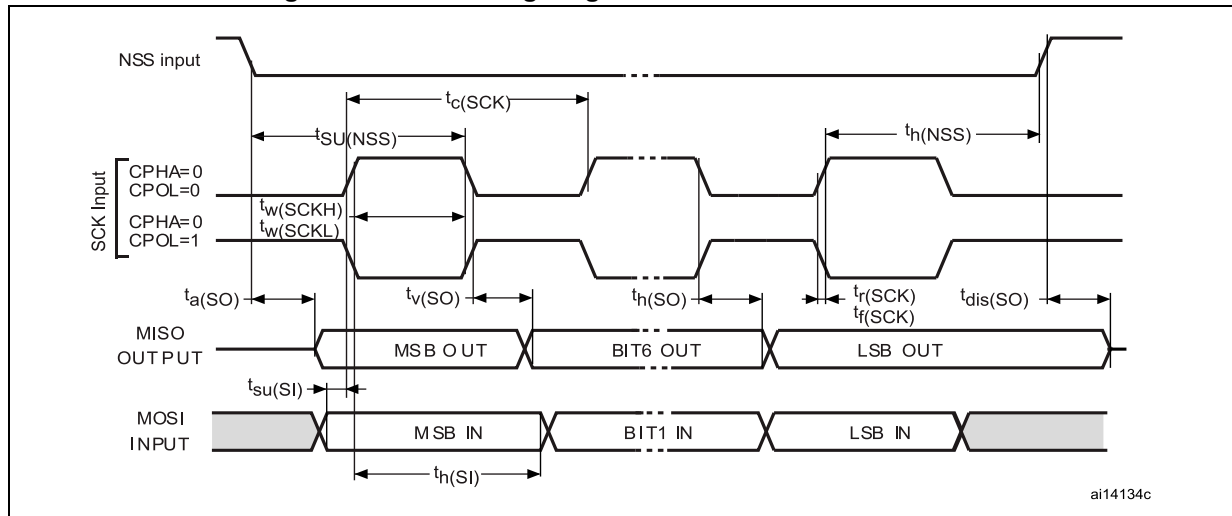 NSS input
tc(SCK)
tSU(NSS)
th(NSS)
SCK Input
CPHA=0
CPOL=0
tw(SCKH)
CPHA=0
tw(SCKL)
CPOL=1
ta(SO)
tv(SO)
th(SO)
tr(SCK)
tf(SCK)
tdis(SO)
MISO
OUTPUT
MSB OUT
BIT6 OUT
LSB OUT
tsu(SI)
MOSI
INPUT
MSB IN
BIT1 IN
LSB IN
th(SI)
ai14134c